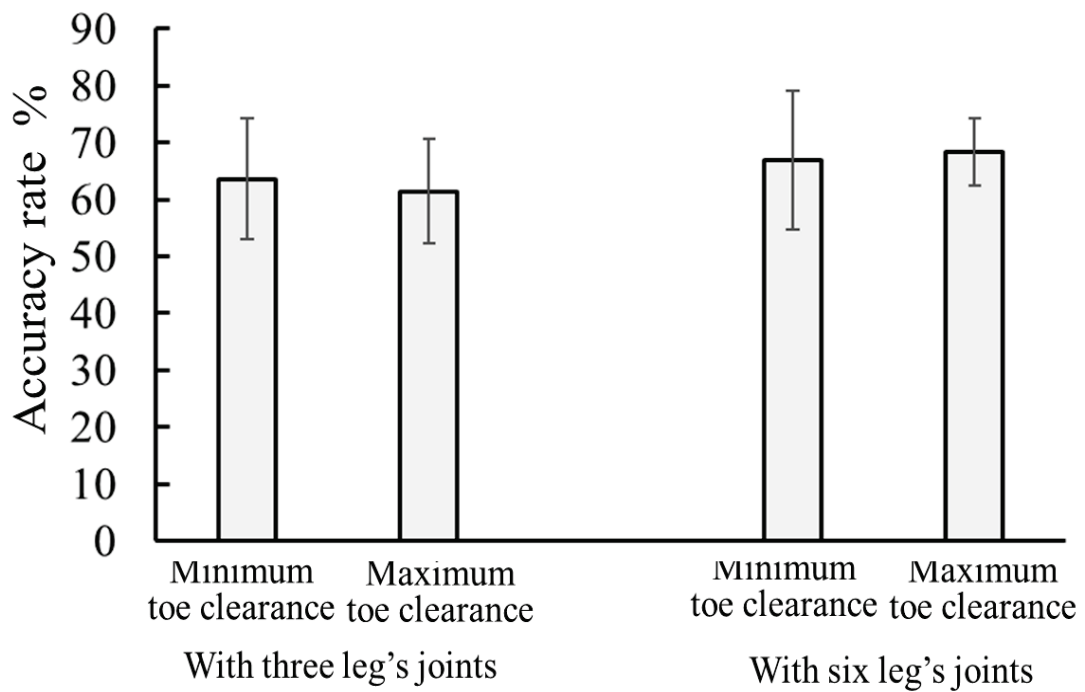 Accuracy rate %
90
80
70
60
50
40
30
20
10
0
Minimum
toe clearance
Maximum
toe clearance
Minimum
toe clearance
Maximum
toe clearance
With three leg's joints
With six leg's joints